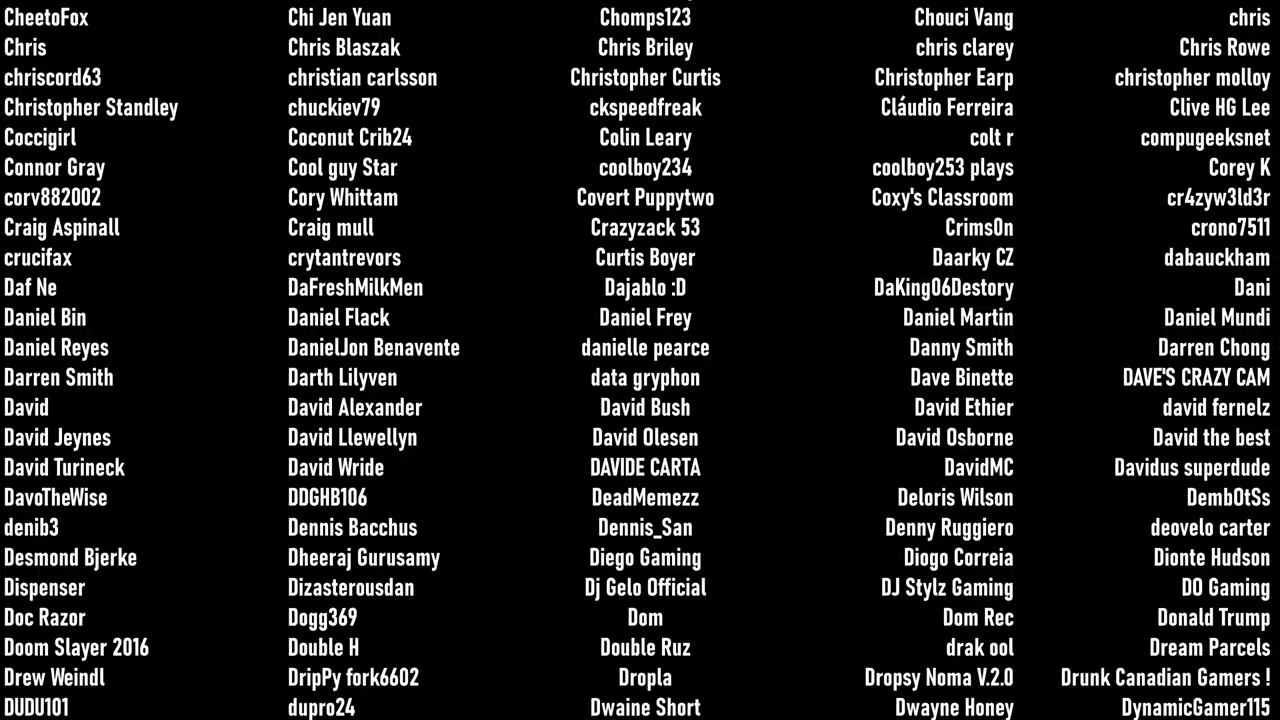 CheetoFox Chi Jen Yuan Chomps123 Chouci Vang chris
Chris Chris Blaszak Chris Briley chris clarey Chris Rowe
chriscord63 christian carlsson Christopher Curtis Christopher Earp christopher molloy
Christopher Standley chuckiev79 ckspeedfreak Cláudio Ferreira Clive HG Lee
Coccigirl Coconut Crib24 Colin Leary colt r compugeeksnet
Connor Gray Cool guy Star coolboy234 coolboy253 plays Corey K
corv882002 Cory Whittam Covert Puppytwo Coxy's Classroom cr4zyw3ld3r
Craig Aspinall Craig mull Crazyzack 53 Crims0n crono7511
crucifax crytantrevors Curtis Boyer Daarky CZ dabauckham
Daf Ne DaFreshMilkMen Dajablo :D DaKing06Destory Dani
Daniel Bin Daniel Flack Daniel Frey Daniel Martin Daniel Mundi
Daniel Reyes DanielJon Benavente danielle pearce Danny Smith Darren Chong
Darren Smith Darth Lilyven data gryphon Dave Binette DAVE'S CRAZY CAM
David David Alexander David Bush David Ethier david fernelz
David Jeynes David Llewellyn David Olesen David Osborne David the best
David Turineck David Wride DAVIDE CARTA DavidMC Davidus superdude
DavoTheWise DDGHB106 DeadMemezz Deloris Wilson Demb0tSs
denib3 Dennis Bacchus Dennis_San Denny Ruggiero deovelo carter
Desmond Bjerke Dheeraj Gurusamy Diego Gaming Diogo Correia Dionte Hudson
Dispenser Dizasterousdan Dj Gelo Official DJ Stylz Gaming DO Gaming
Doc Razor Dogg369 Dom Dom Rec Donald Trump
Doom Slayer 2016 Double H Double Ruz drak ool Dream Parcels
Drew Weindl DripPy fork6602 Dropla Dropsy Noma V.2.0 Drunk Canadian Gamers !
DUDU101 dupro24 Dwaine Short Dwayne Honey DynamicGamer115